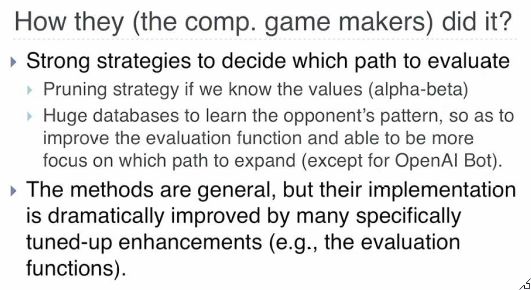 How they (the comp. game makers) did it?
Strong strategies to decide which path to evaluate
Pruning strategy if we know the values (alpha-beta)
Huge databases to learn the opponent's pattern, so as to
improve the evaluation function and able to be more
focus on which path to expand (except for OpenAI Bot).
The methods are general, but their implementation
is dramatically improved by many specifically
tuned-up enhancements (e.g., the evaluation
functions).